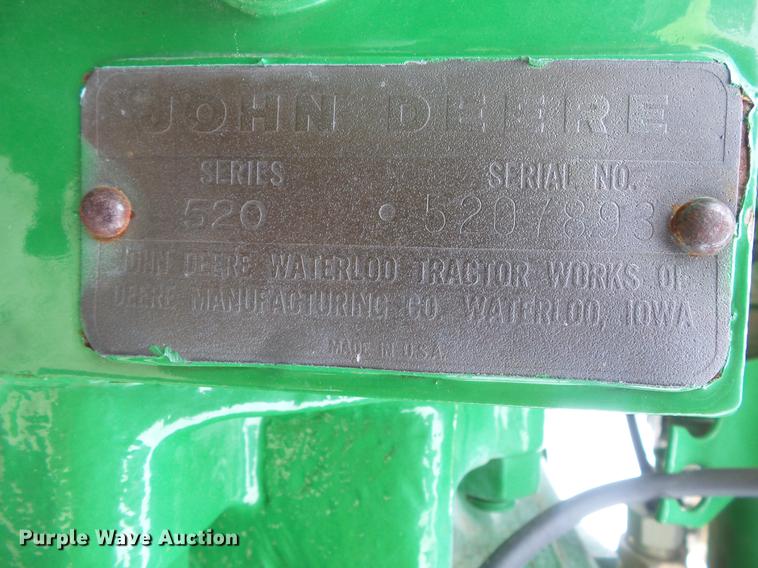 JOHN DEERE
SERIES SERIAL NO.
520 5207893
JOHN DEERE WATERLOO TRACTOR WORKS OF
DEERE MANUFACTURING CO. WATERLOO, IOWA
MADE IN U.S.A.
Purple Wave Auction